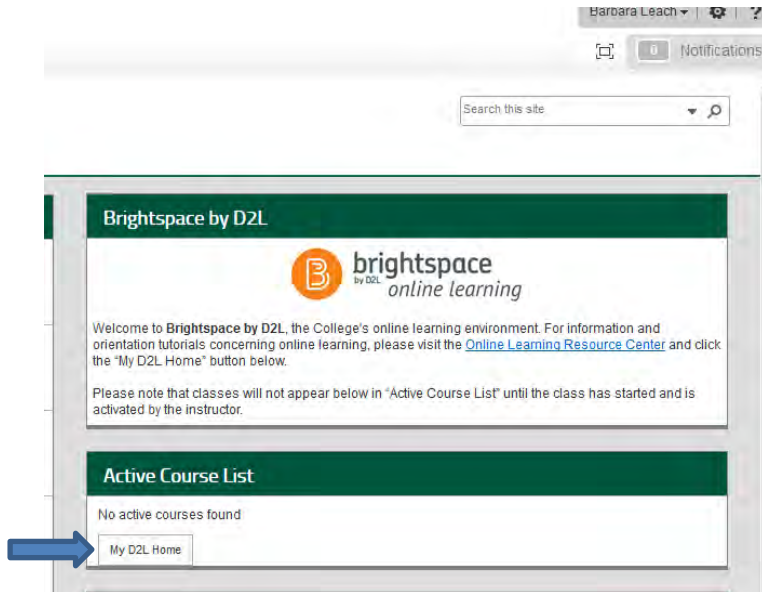 Barbara Leach
?
0 Notifications
Search this site
Brightspace by D2L
B
brightspace
by D2L
online learning
Welcome to Brightspace by D2L, the College's online learning environment. For information and
orientation tutorials concerning online learning, please visit the Online Learning Resource Center and click
the "My D2L Home" button below.
Please note that classes will not appear below in "Active Course List" until the class has started and is
activated by the instructor.
Active Course List
No active courses found
My D2L Home